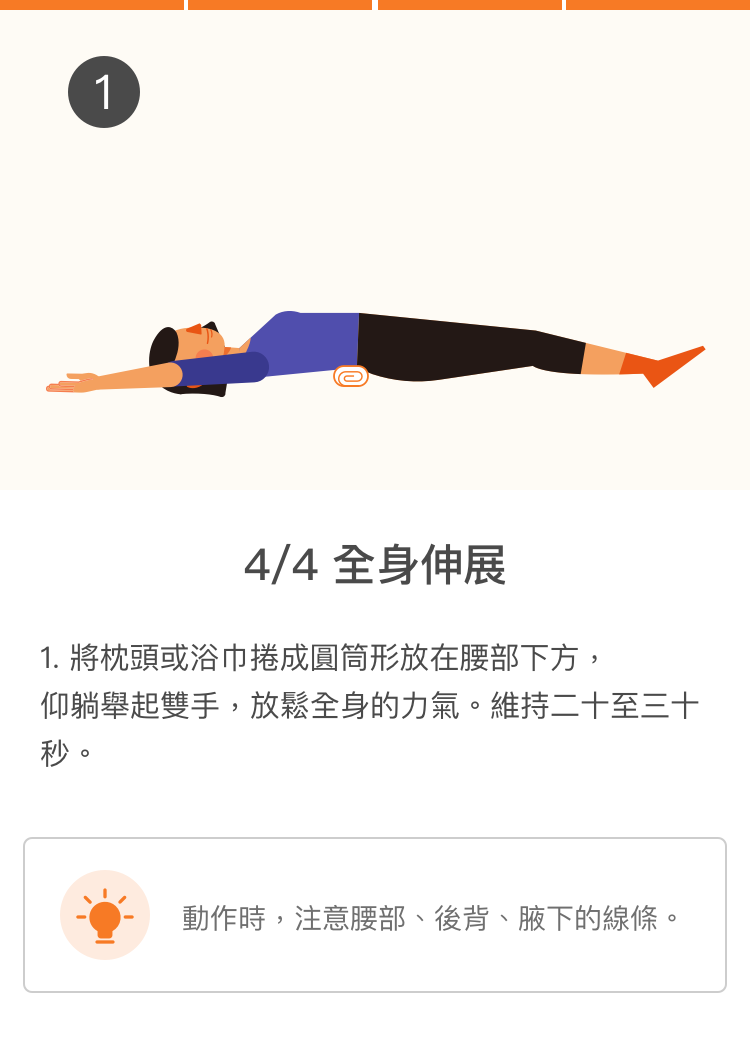 1
4/4 全身伸展
1. 將枕頭或浴巾捲成圓筒形放在腰部下方，
仰躺舉起雙手，放鬆全身的力氣。維持二十至三十
秒。
動作時，注意腰部、後背、腋下的線條。